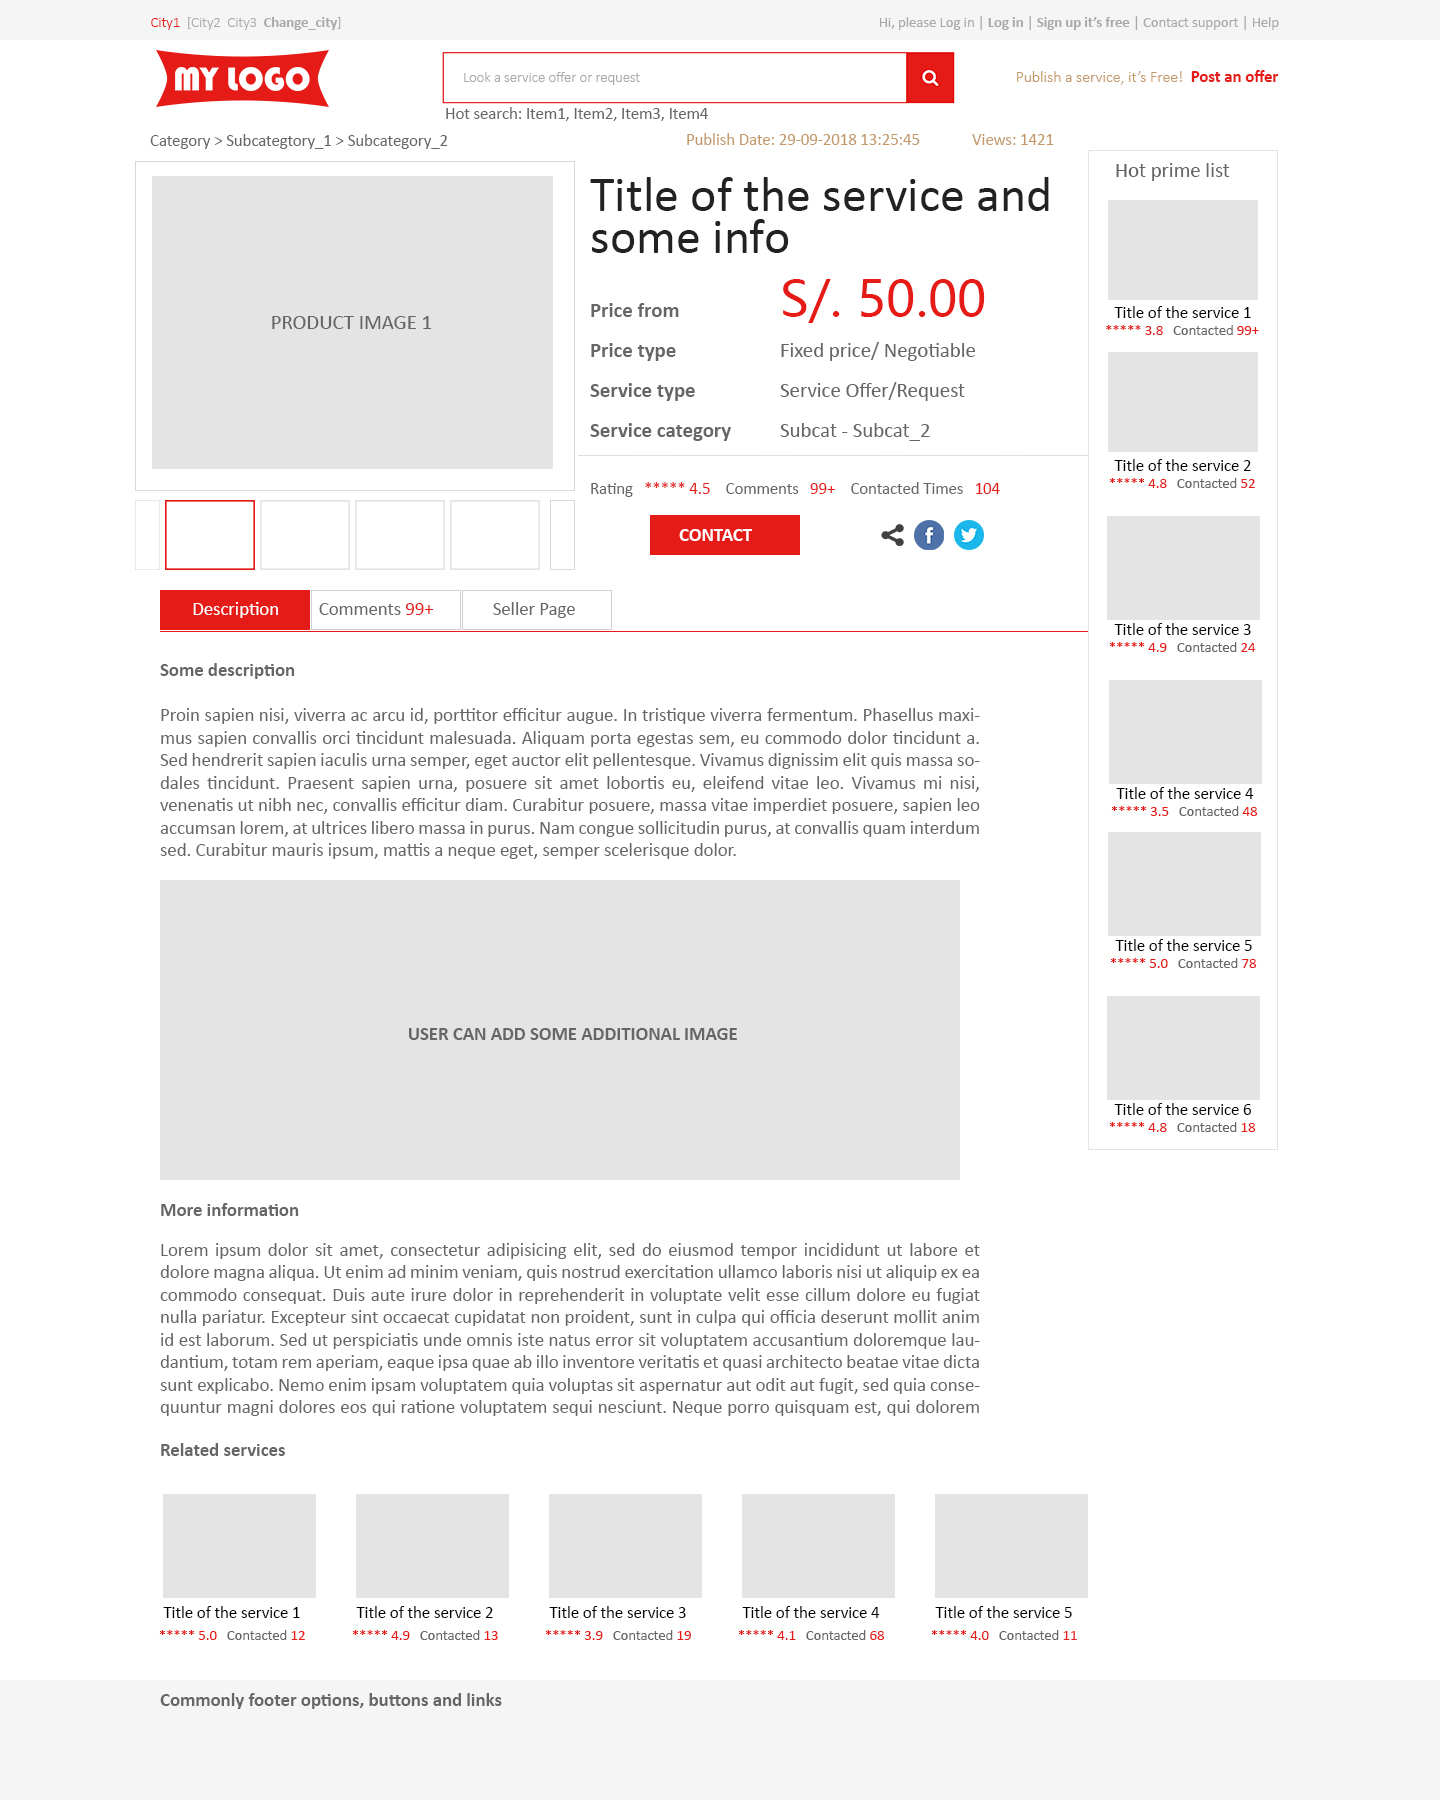 City1 [City2 City3 Change_city]
Hi, please Log in | Log in | Sign up it's free | Contact support | Help
MY LOGO
Look a service offer or request
Publish a service, it's Free! Post an offer
Hot search: Item1, Item2, Item3, Item4
Category > Subcategtory_1 > Subcategory_2
Publish Date: 29-09-2018 13:25:45
Views: 1421
PRODUCT IMAGE 1
Title of the service and
some info
Price from S/. 50.00
Price type Fixed price/ Negotiable
Service type Service Offer/Request
Service category Subcat - Subcat_2
Rating ***** 4.5 Comments 99+ Contacted Times 104
CONTACT
Hot prime list
Title of the service 1
***** 3.8 Contacted 99+
Title of the service 2
***** 4.8 Contacted 52
Title of the service 3
***** 4.9 Contacted 24
Title of the service 4
***** 3.5 Contacted 48
Title of the service 5
***** 5.0 Contacted 78
Title of the service 6
***** 4.8 Contacted 18
Description
Comments 99+
Seller Page
Some description
Proin sapien nisi, viverra ac arcu id, porttitor efficitur augue. In tristique viverra fermentum. Phasellus maxi-
mus sapien convallis orci tincidunt malesuada. Aliquam porta egestas sem, eu commodo dolor tincidunt a.
Sed hendrerit sapien iaculis urna semper, eget auctor elit pellentesque. Vivamus dignissim elit quis massa so-
dales tincidunt. Praesent sapien urna, posuere sit amet lobortis eu, eleifend vitae leo. Vivamus mi nisi,
venenatis ut nibh nec, convallis efficitur diam. Curabitur posuere, massa vitae imperdiet posuere, sapien leo
accumsan lorem, at ultrices libero massa in purus. Nam congue sollicitudin purus, at convallis quam interdum
sed. Curabitur mauris ipsum, mattis a neque eget, semper scelerisque dolor.
USER CAN ADD SOME ADDITIONAL IMAGE
More information
Lorem ipsum dolor sit amet, consectetur adipisicing elit, sed do eiusmod tempor incididunt ut labore et
dolore magna aliqua. Ut enim ad minim veniam, quis nostrud exercitation ullamco laboris nisi ut aliquip ex ea
commodo consequat. Duis aute irure dolor in reprehenderit in voluptate velit esse cillum dolore eu fugiat
nulla pariatur. Excepteur sint occaecat cupidatat non proident, sunt in culpa qui officia deserunt mollit anim
id est laborum. Sed ut perspiciatis unde omnis iste natus error sit voluptatem accusantium doloremque lau-
dantium, totam rem aperiam, eaque ipsa quae ab illo inventore veritatis et quasi architecto beatae vitae dicta
sunt explicabo. Nemo enim ipsam voluptatem quia voluptas sit aspernatur aut odit aut fugit, sed quia conse-
quuntur magni dolores eos qui ratione voluptatem sequi nesciunt. Neque porro quisquam est, qui dolorem
Related services
Title of the service 1
***** 5.0 Contacted 12
Title of the service 2
***** 4.9 Contacted 13
Title of the service 3
***** 3.9 Contacted 19
Title of the service 4
***** 4.1 Contacted 68
Title of the service 5
***** 4.0 Contacted 11
Commonly footer options, buttons and links